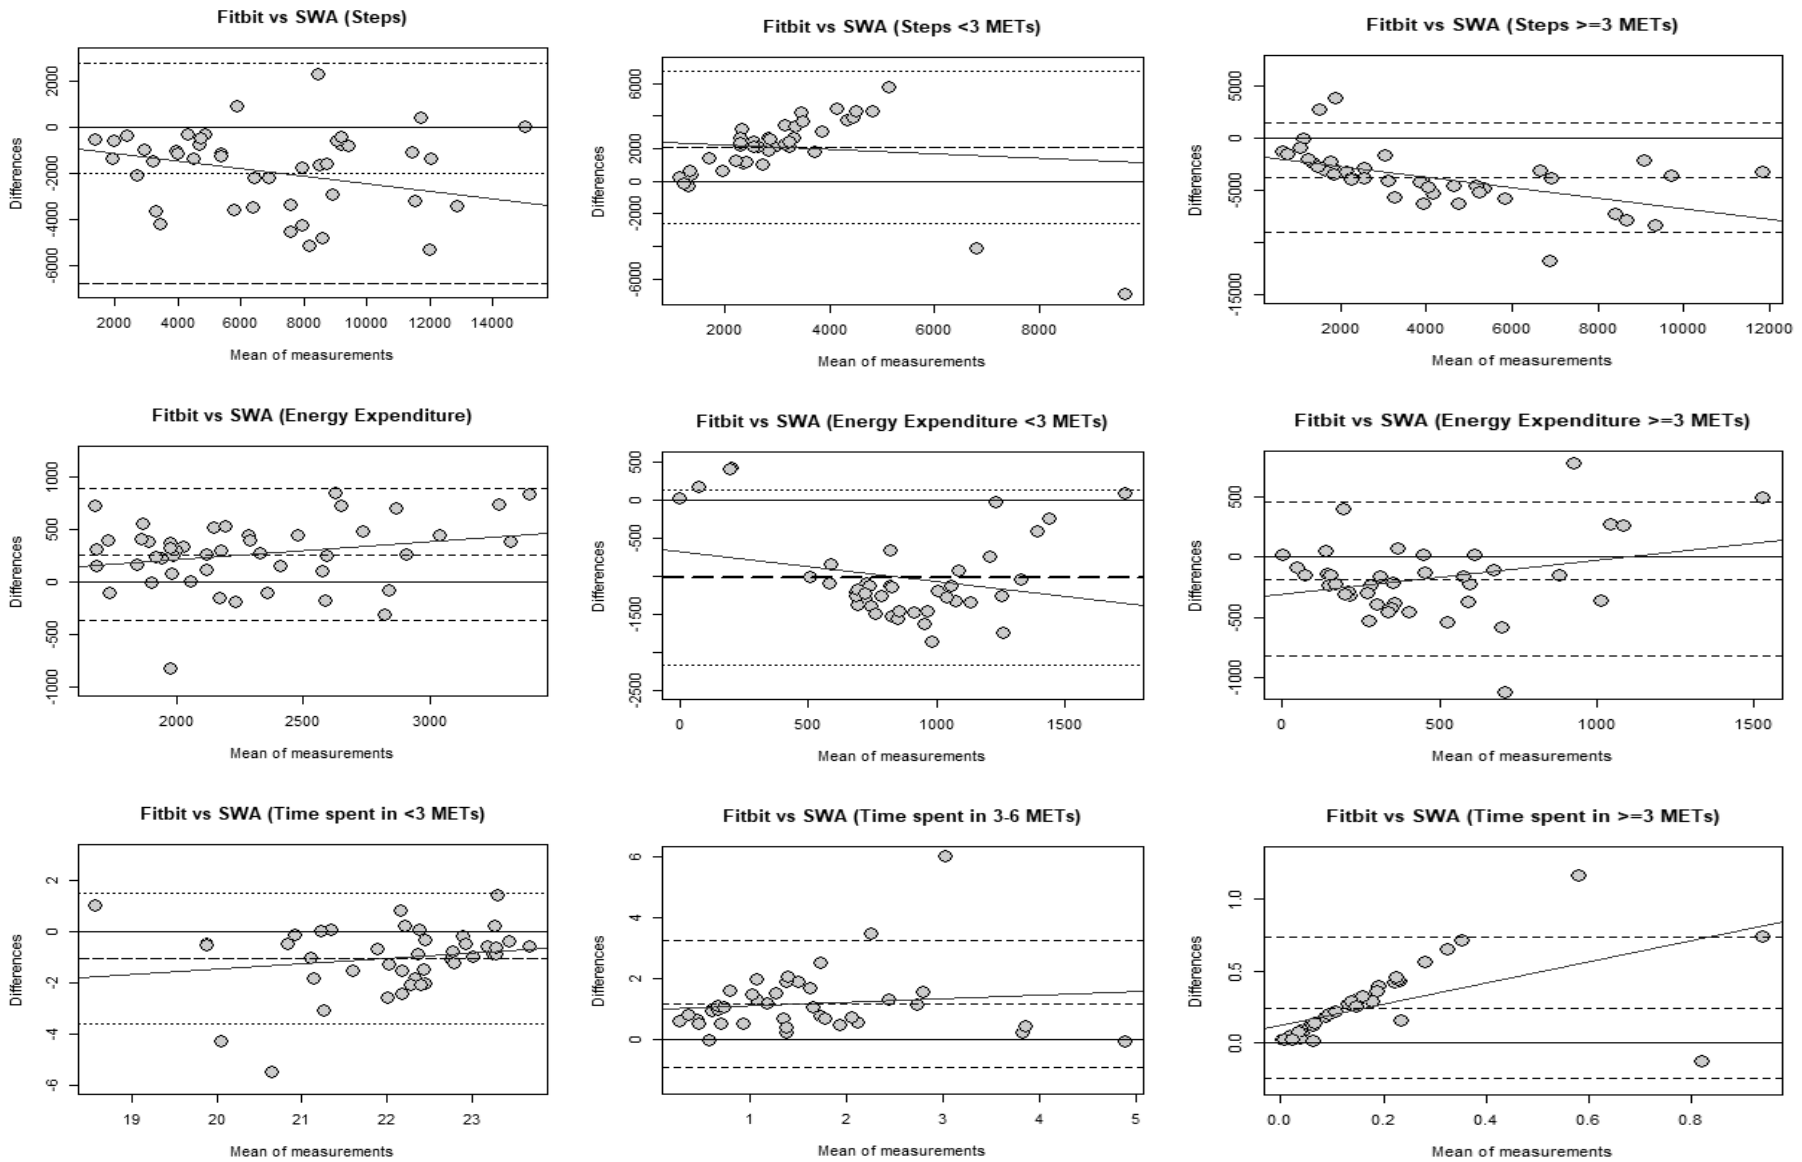 Fitbit vs SWA (Steps)
Differences
2000
0
-2000
-4000
-6000
2000 4000 6000 8000 10000 12000 14000
Mean of measurements
Fitbit vs SWA (Steps <3 METs)
Differences
6000
2000
0
-2000
-6000
2000 4000 6000 8000
Mean of measurements
Fitbit vs SWA (Steps >=3 METs)
Differences
5000
0
-5000
-15000
2000 4000 6000 8000 10000 12000
Mean of measurements
Fitbit vs SWA (Energy Expenditure)
Differences
1000
500
0
-500
-1000
2000 2500 3000
Mean of measurements
Fitbit vs SWA (Energy Expenditure <3 METs)
Differences
500
0
-500
-1500
-2500
0 500 1000 1500
Mean of measurements
Fitbit vs SWA (Energy Expenditure >=3 METs)
Differences
500
0
-500
-1000
0 500 1000 1500
Mean of measurements
Fitbit vs SWA (Time spent in <3 METs)
Differences
2
0
-2
-4
-6
19 20 21 22 23
Mean of measurements
Fitbit vs SWA (Time spent in 3-6 METs)
Differences
6
4
2
0
1 2 3 4 5
Mean of measurements
Fitbit vs SWA (Time spent in >=3 METs)
Differences
1.0
0.5
0.0
0.0 0.2 0.4 0.6 0.8
Mean of measurements